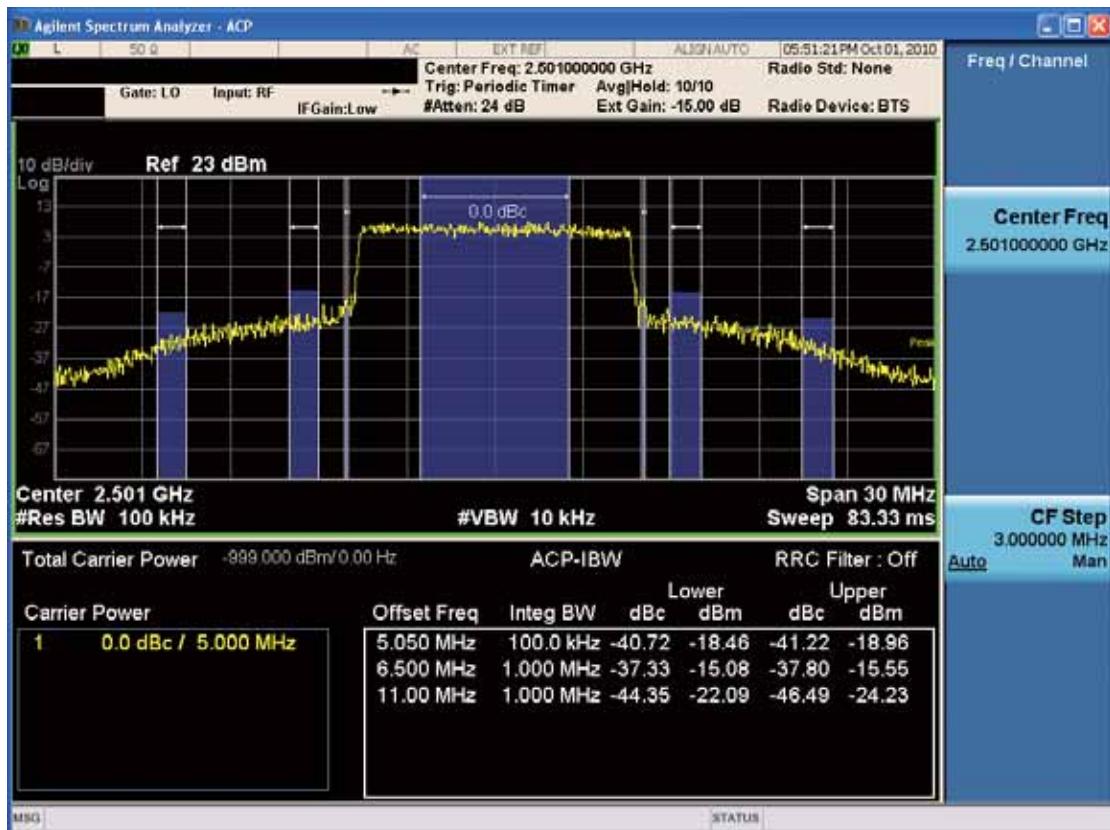 Agilent Spectrum Analyzer - ACP
L 50 Ω AC EXT REF ALIGN AUTO 05:51:21 PM Oct 01, 2010
Gate: LO Input: RF IFGain:Low
Center Freq: 2.501000000 GHz Radio Std: None
Trig: Periodic Timer Avg|Hold: 10/10
#Atten: 24 dB Ext Gain: -15.00 dB Radio Device: BTS
Freq / Channel
Center Freq
2.501000000 GHz
CF Step
3.000000 MHz
Auto Man
10 dB/div Ref 23 dBm
Log
13
3
-7
-17
-27
-37
-47
-57
-67
0.0 dBc
Peak
Center 2.501 GHz Span 30 MHz
#Res BW 100 kHz #VBW 10 kHz Sweep 83.33 ms
Total Carrier Power -999.000 dBm/ 0.00 Hz ACP-IBW RRC Filter : Off
Lower Upper
Carrier Power Offset Freq Integ BW dBc dBm dBc dBm
1 0.0 dBc / 5.000 MHz
5.050 MHz 100.0 kHz -40.72 -18.46 -41.22 -18.96
6.500 MHz 1.000 MHz -37.33 -15.08 -37.80 -15.55
11.00 MHz 1.000 MHz -44.35 -22.09 -46.49 -24.23
MSG STATUS